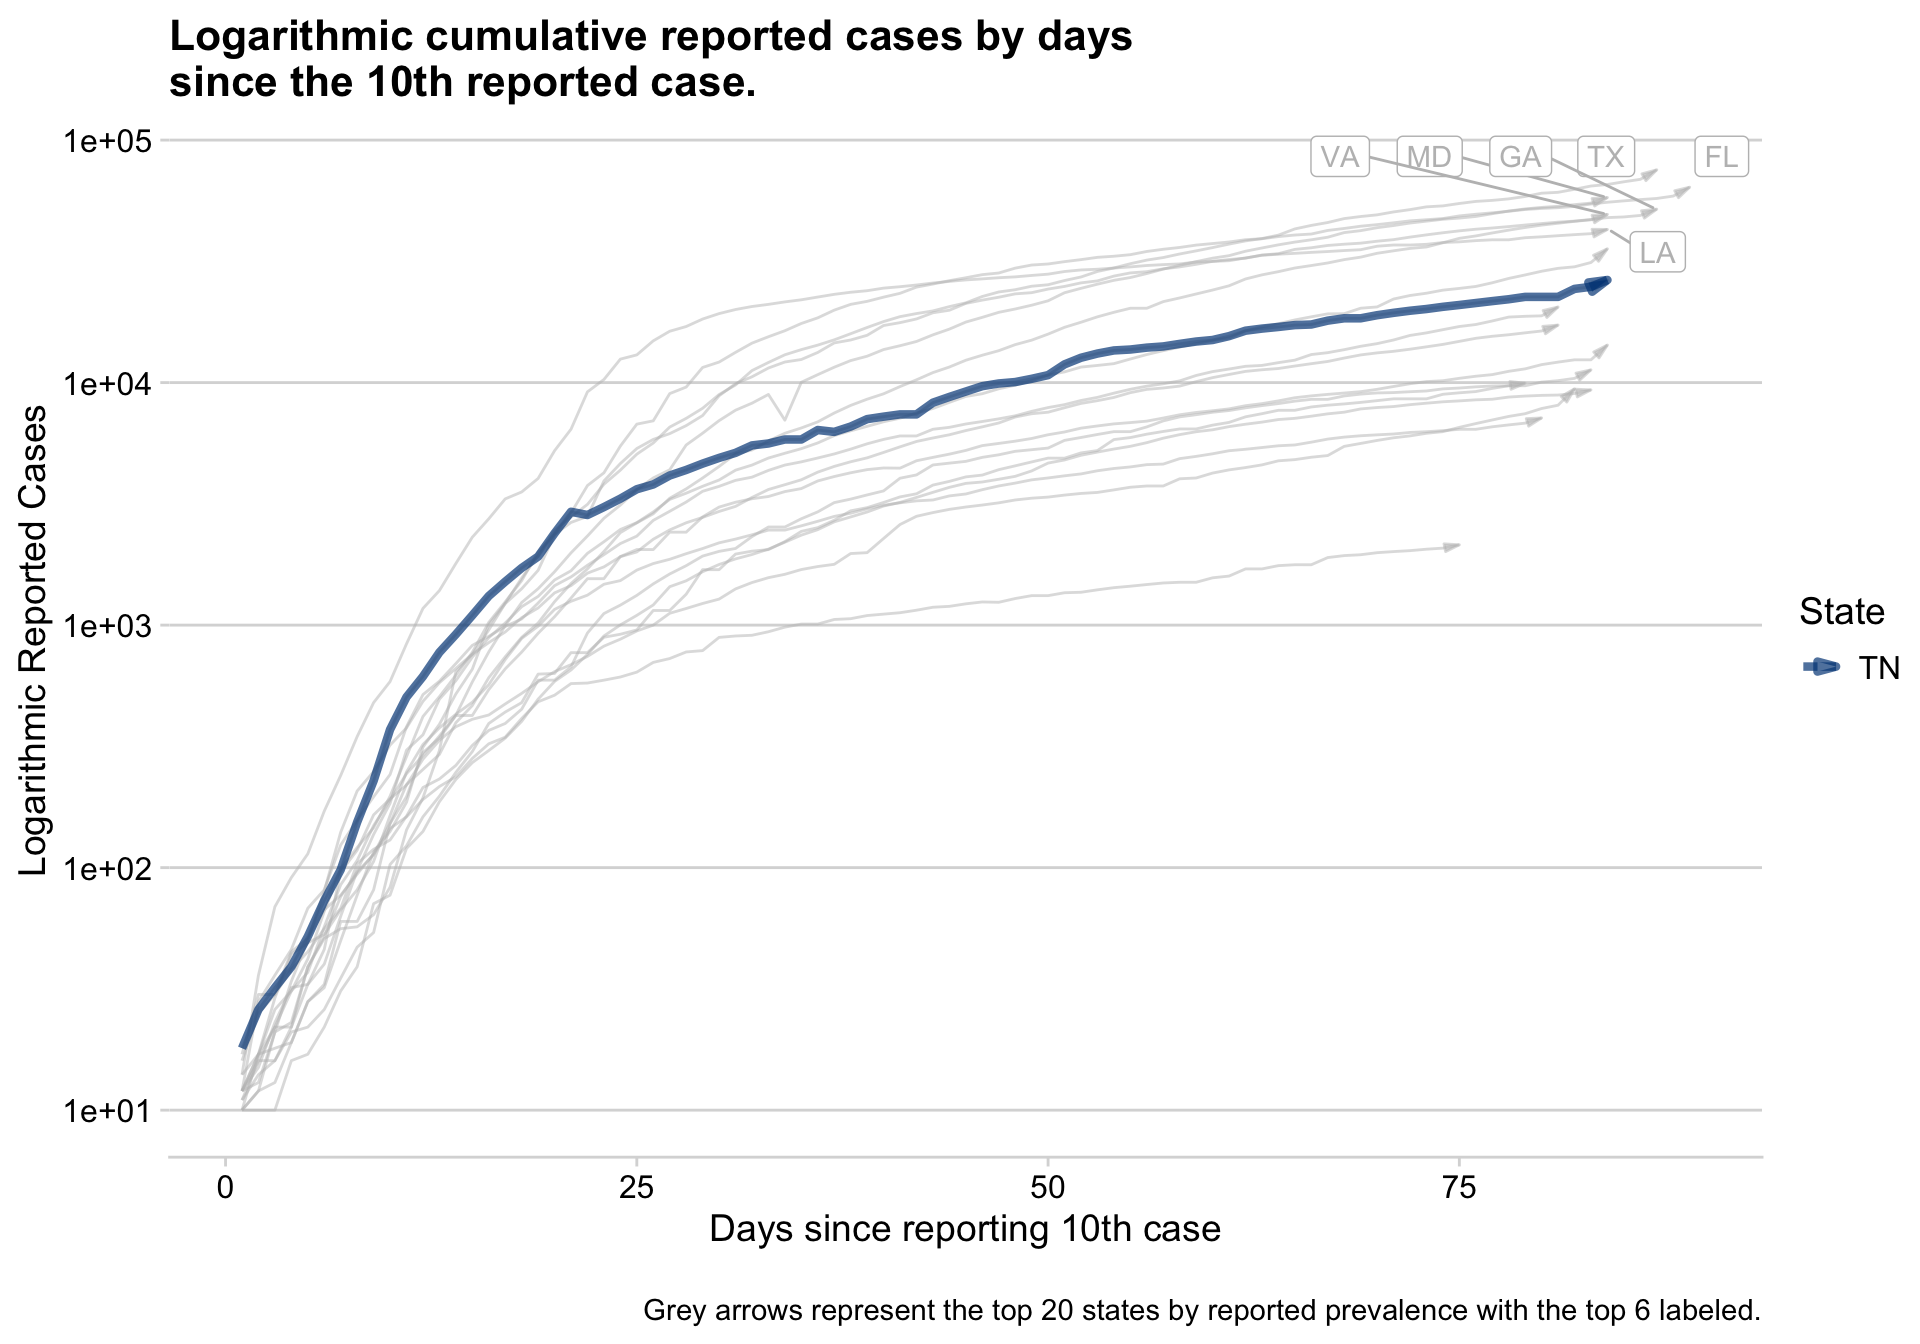 Logarithmic cumulative reported cases by days
since the 10th reported case.
1e+05
1e+04
1e+03
1e+02
1e+01
Logarithmic Reported Cases
VA
MD
GA
TX
FL
LA
State
TN
0
25
50
75
Days since reporting 10th case
Grey arrows represent the top 20 states by reported prevalence with the top 6 labeled.